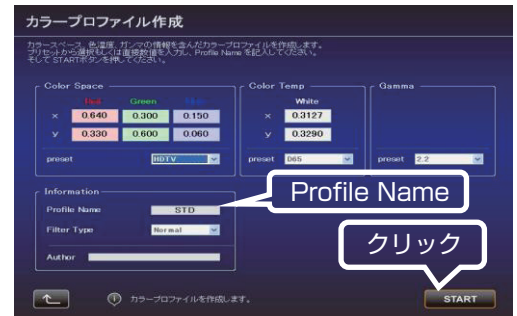 カラープロファイル作成
カラースペース、色温度、ガンマの情報を含んだカラープロファイルを作成します。
プリセットから選択もしくは直接数値を入力し、Profile Name を記入してください。
そして STARTボタンを押してください。
Color Space
Red Green Blue
x 0.640 0.300 0.150
y 0.330 0.600 0.060
preset HDTV
Color Temp
White
x 0.3127
y 0.3290
preset D65
Gamma
preset 2.2
Information
Profile Name STD
Filter Type Normal
Author
Profile Name
クリック
カラープロファイルを作成します。
START